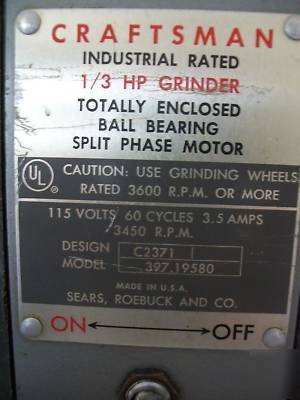 CRAFTSMAN
INDUSTRIAL RATED
1/3 HP GRINDER
TOTALLY ENCLOSED
BALL BEARING
SPLIT PHASE MOTOR
UL
CAUTION: USE GRINDING WHEELS
RATED 3600 R.P.M. OR MORE
115 VOLTS 60 CYCLES 3.5 AMPS
3450 R.P.M.
DESIGN C2371
MODEL 397.19580
MADE IN U.S.A.
SEARS, ROEBUCK AND CO.
ON OFF